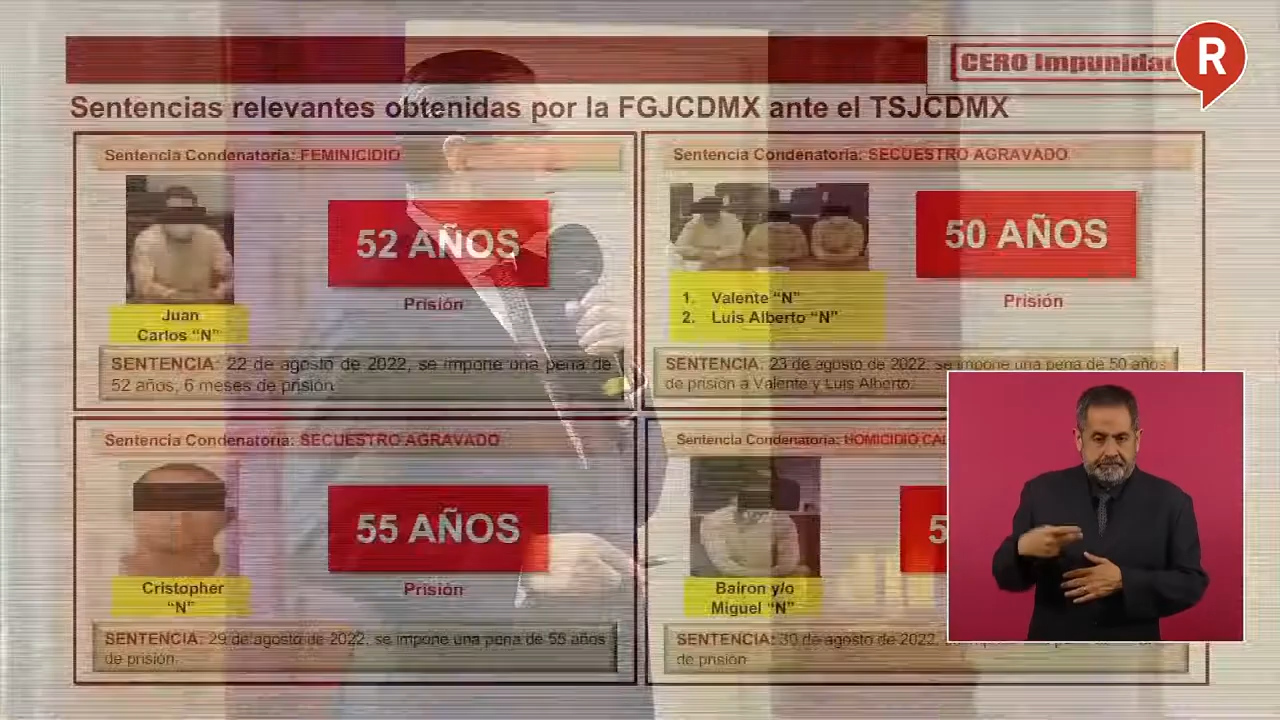 CERO Impunidad
R
Sentencias relevantes obtenidas por la FGJCDMX ante el TSJCDMX
Sentencia Condenatoria: FEMINICIDIO
52 AÑOS
Prisión
Juan
Carlos “N”
SENTENCIA: 22 de agosto de 2022, se impone una pena de
52 años, 6 meses de prisión.
Sentencia Condenatoria: SECUESTRO AGRAVADO
50 AÑOS
Prisión
1. Valente “N”
2. Luis Alberto “N”
SENTENCIA: 23 de agosto de 2022, se impone una pena de 50 años
de prisión a Valente y Luis Alberto.
Sentencia Condenatoria: SECUESTRO AGRAVADO
55 AÑOS
Prisión
Cristopher
“N”
SENTENCIA: 29 de agosto de 2022, se impone una pena de 55 años
de prisión.
Sentencia Condenatoria: HOMICIDIO
5
Bairon y/o
Miguel “N”
SENTENCIA: 30 de agosto de 2022,
de prisión